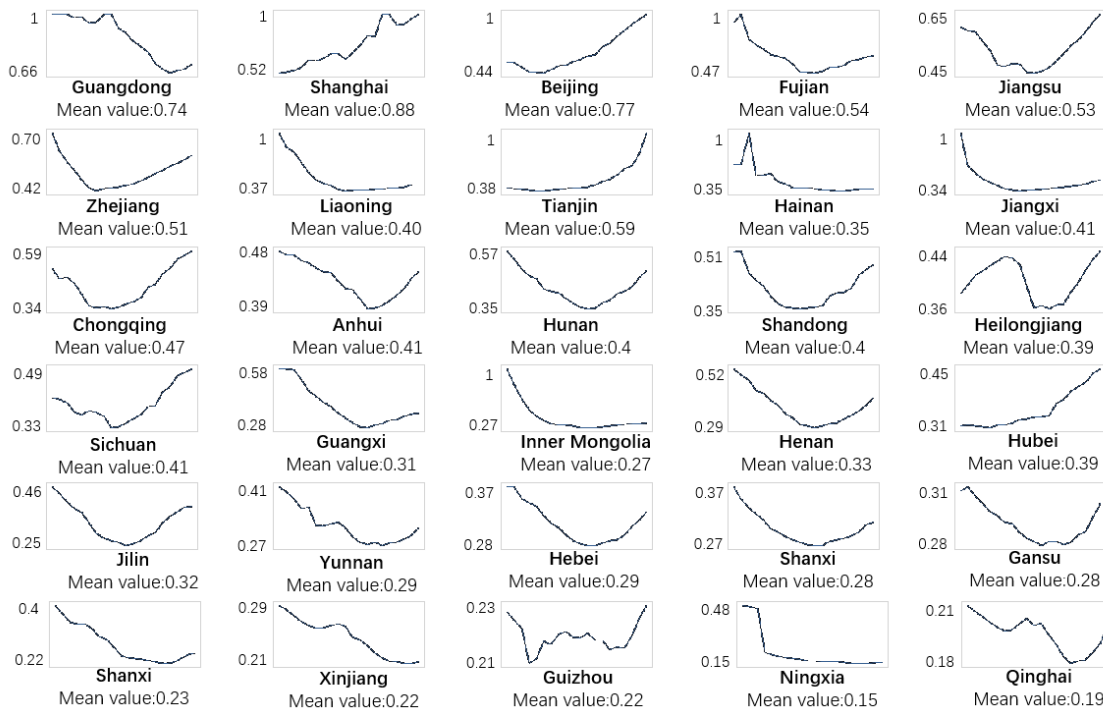 1
0.66
Guangdong
Mean value:0.74
1
0.52
Shanghai
Mean value:0.88
1
0.44
Beijing
Mean value:0.77
1
0.47
Fujian
Mean value:0.54
0.65
0.45
Jiangsu
Mean value:0.53
0.70
0.42
Zhejiang
Mean value:0.51
1
0.37
Liaoning
Mean value:0.40
1
0.38
Tianjin
Mean value:0.59
1
0.35
Hainan
Mean value:0.35
1
0.34
Jiangxi
Mean value:0.41
0.59
0.34
Chongqing
Mean value:0.47
0.48
0.39
Anhui
Mean value:0.41
0.57
0.35
Hunan
Mean value:0.4
0.51
0.35
Shandong
Mean value:0.4
0.44
0.36
Heilongjiang
Mean value:0.39
0.49
0.33
Sichuan
Mean value:0.41
0.58
0.28
Guangxi
Mean value:0.31
1
0.27
Inner Mongolia
Mean value:0.27
0.52
0.29
Henan
Mean value:0.33
0.45
0.31
Hubei
Mean value:0.39
0.46
0.25
Jilin
Mean value:0.32
0.41
0.27
Yunnan
Mean value:0.29
0.37
0.28
Hebei
Mean value:0.29
0.37
0.27
Shanxi
Mean value:0.28
0.31
0.28
Gansu
Mean value:0.28
0.4
0.22
Shanxi
Mean value:0.23
0.29
0.21
Xinjiang
Mean value:0.22
0.23
0.21
Guizhou
Mean value:0.22
0.48
0.15
Ningxia
Mean value:0.15
0.21
0.18
Qinghai
Mean value:0.19